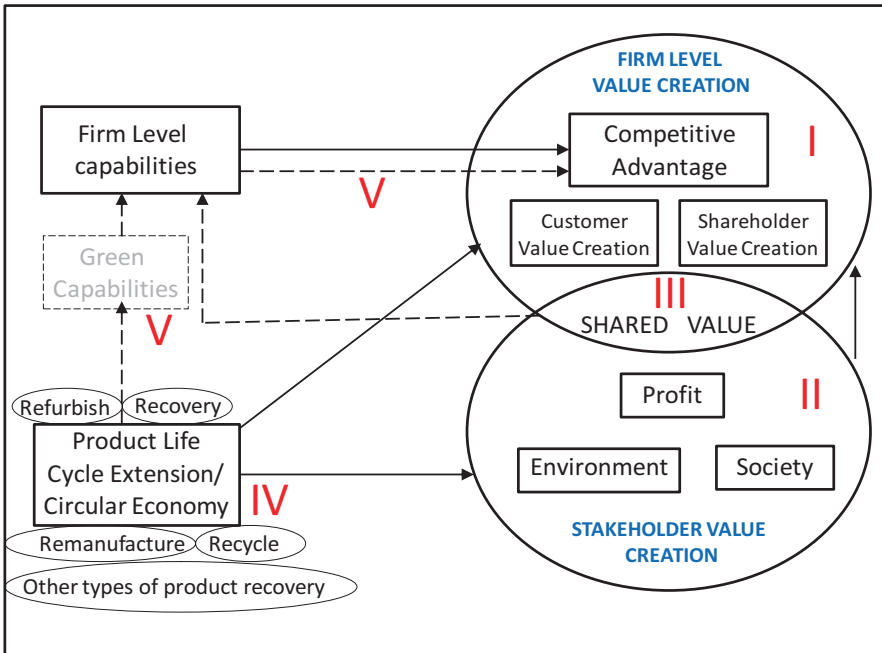 FIRM LEVEL
VALUE CREATION
Firm Level
capabilities
Competitive
Advantage
I
V
Customer
Value Creation
Shareholder
Value Creation
Green
Capabilities
V
III
SHARED VALUE
II
Profit
Refurbish
Recovery
Product Life
Cycle Extension/
Circular Economy
IV
Environment
Society
Remanufacture
Recycle
Other types of product recovery
STAKEHOLDER VALUE
CREATION